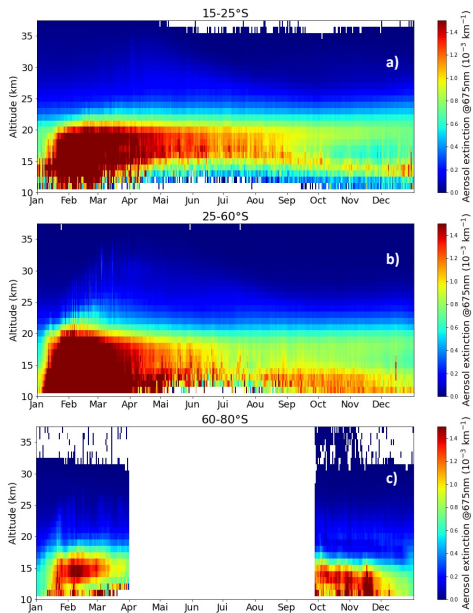 15-25°S
a)
Altitude (km)
35
30
25
20
15
10
Jan Feb Mar Apr Mai Jun Jui Auu Sep Oct Nov Dec
1.4
1.2
1.0
0.8
0.6
0.4
0.2
0.0
Aerosol extinction @675nm (10⁻³ km⁻¹)
25-60°S
b)
Altitude (km)
35
30
25
20
15
10
Jan Feb Mar Apr Mai Jun Jui Auu Sep Oct Nov Dec
1.4
1.2
1.0
0.8
0.6
0.4
0.2
0.0
Aerosol extinction @675nm (10⁻³ km⁻¹)
60-80°S
c)
Altitude (km)
35
30
25
20
15
10
Jan Feb Mar Apr Mai Jun Jui Auu Sep Oct Nov Dec
1.4
1.2
1.0
0.8
0.6
0.4
0.2
0.0
Aerosol extinction @675nm (10⁻³ km⁻¹)